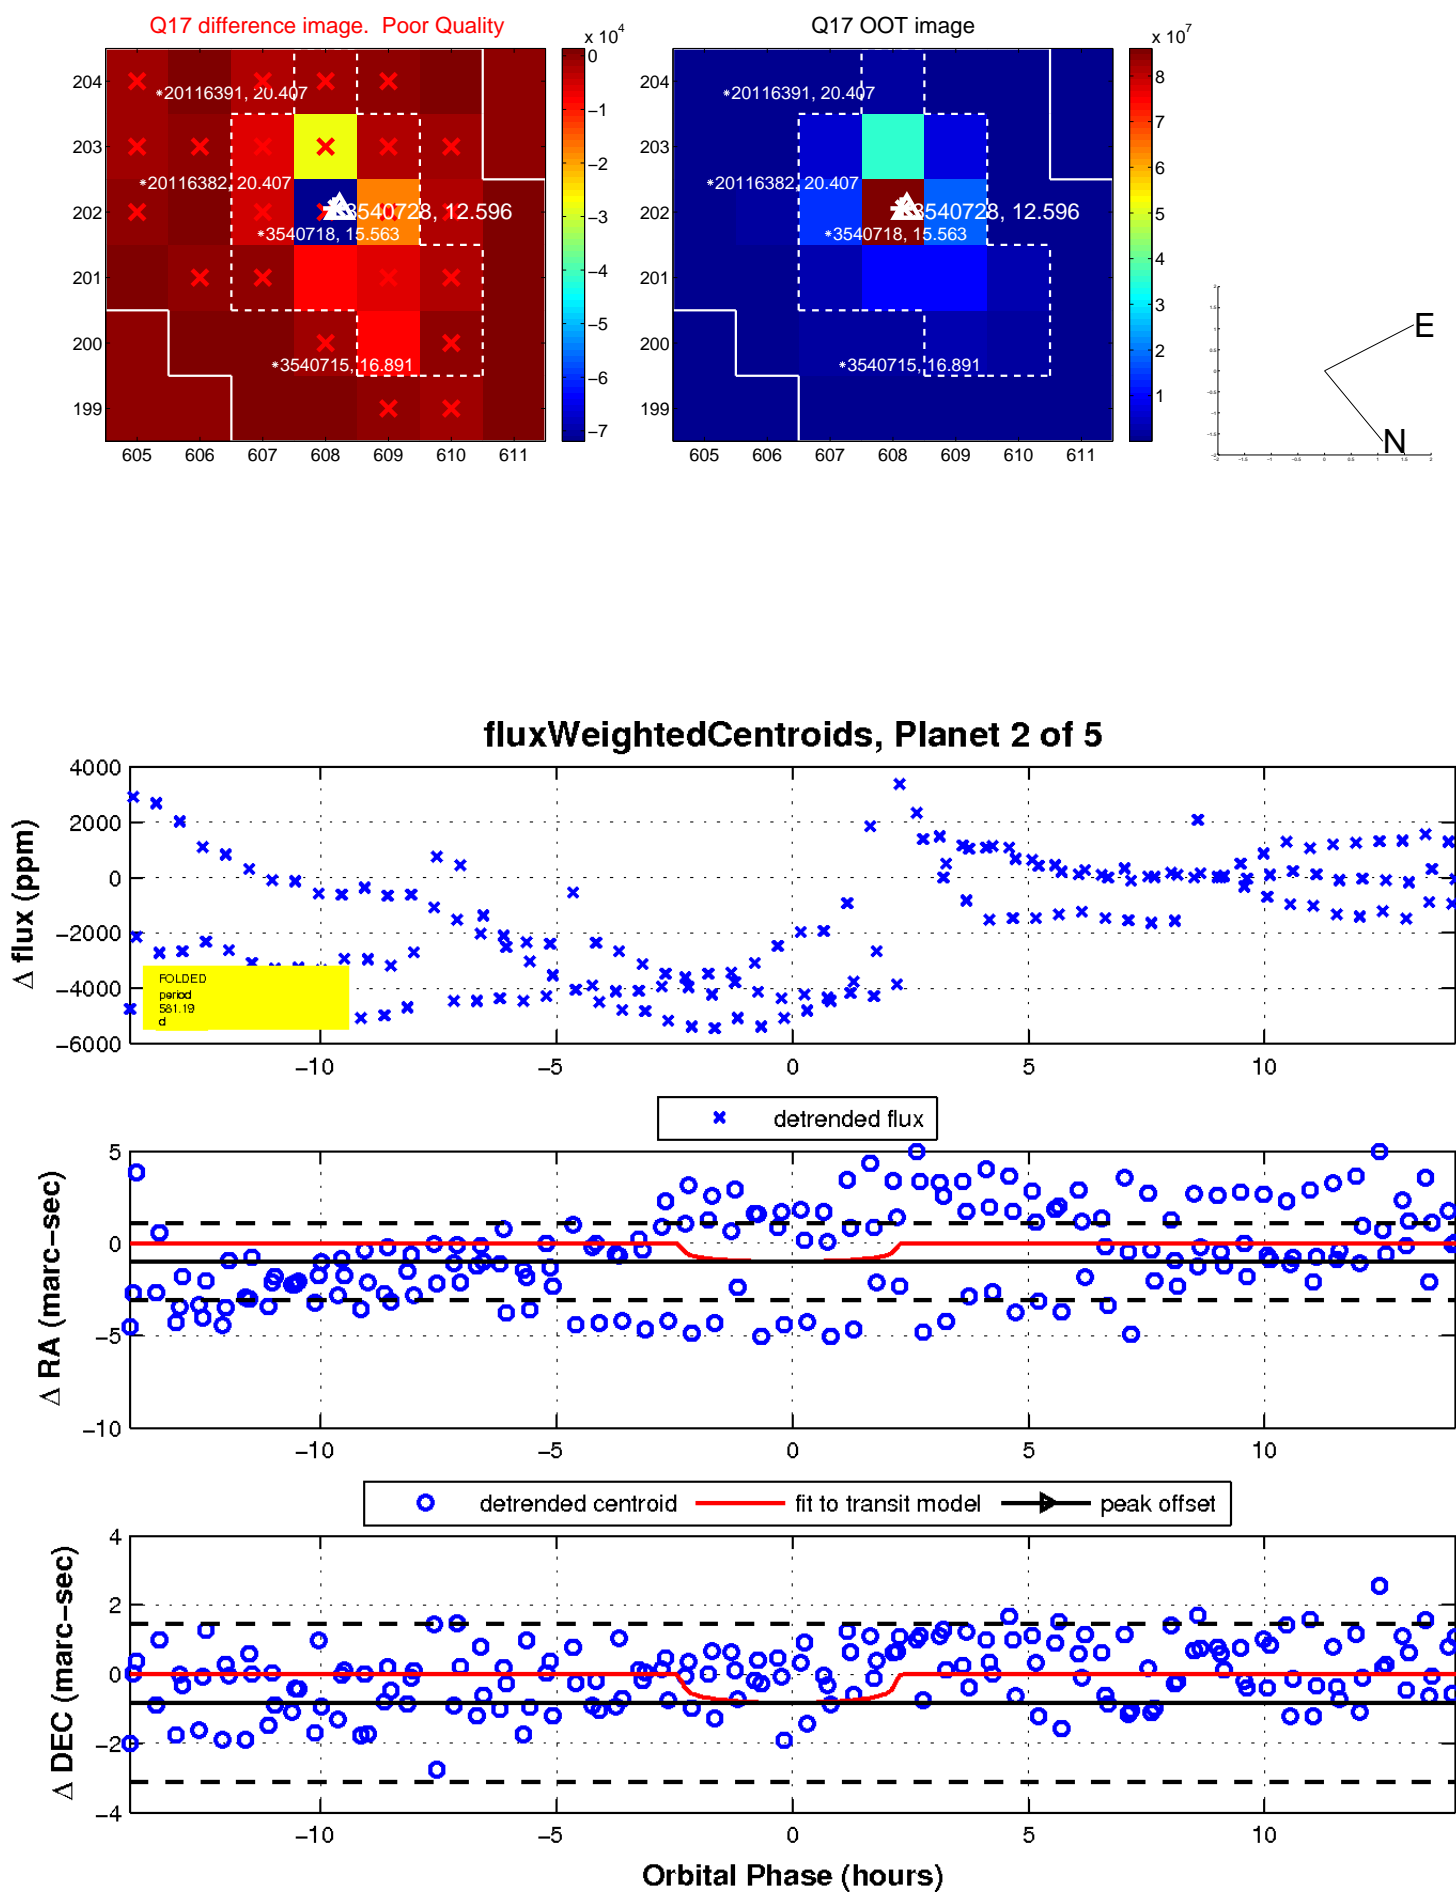 Q17 difference image. Poor Quality
Q17 OOT image
x 10^4
x 10^7
204
203
202
201
200
199
605 606 607 608 609 610 611
*20116391, 20.407
*20116382, 20.407
3540728, 12.596
*3540718, 15.563
*3540715, 16.891
0
-1
-2
-3
-4
-5
-6
-7
605 606 607 608 609 610 611
*20116391, 20.407
*20116382, 20.407
3540728, 12.596
*3540718, 15.563
*3540715, 16.891
8
7
6
5
4
3
2
1
E
N
fluxWeightedCentroids, Planet 2 of 5
Δ flux (ppm)
4000
2000
0
−2000
−4000
−6000
FOLDED
period
561.19
d
−10 −5 0 5 10
detrended flux
Δ RA (marc−sec)
5
0
−5
−10
−10 −5 0 5 10
detrended centroid fit to transit model peak offset
Δ DEC (marc−sec)
4
2
0
−2
−4
−10 −5 0 5 10
Orbital Phase (hours)